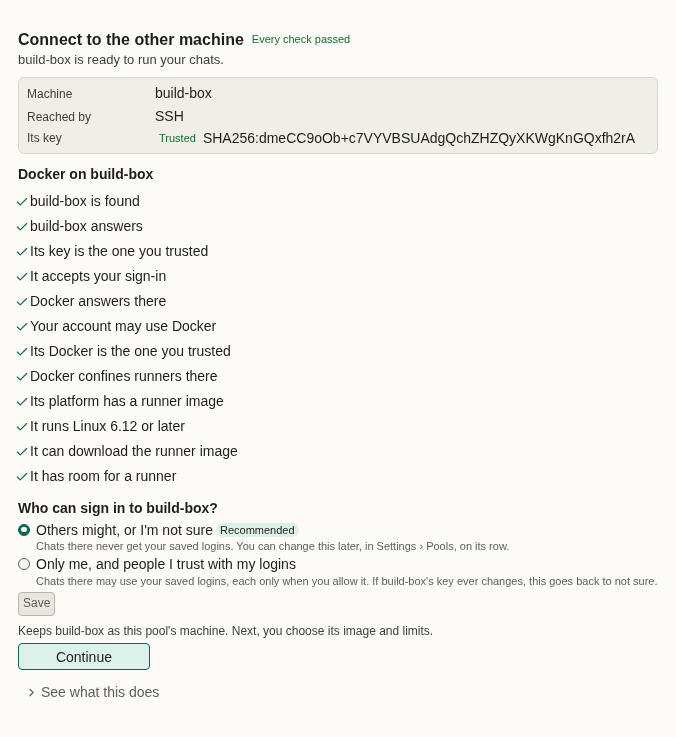 Connect to the other machine Every check passed
build-box is ready to run your chats.
Machine build-box
Reached by SSH
Its key Trusted SHA256:dmeCC9oOb+c7VYVBSUAdgQchZHZQyXKWgKnGQxfh2rA
Docker on build-box
build-box is found
build-box answers
Its key is the one you trusted
It accepts your sign-in
Docker answers there
Your account may use Docker
Its Docker is the one you trusted
Docker confines runners there
Its platform has a runner image
It runs Linux 6.12 or later
It can download the runner image
It has room for a runner
Who can sign in to build-box?
Others might, or I'm not sure Recommended
Chats there never get your saved logins. You can change this later, in Settings › Pools, on its row.
Only me, and people I trust with my logins
Chats there may use your saved logins, each only when you allow it. If build-box's key ever changes, this goes back to not sure.
Save
Keeps build-box as this pool's machine. Next, you choose its image and limits.
Continue
See what this does